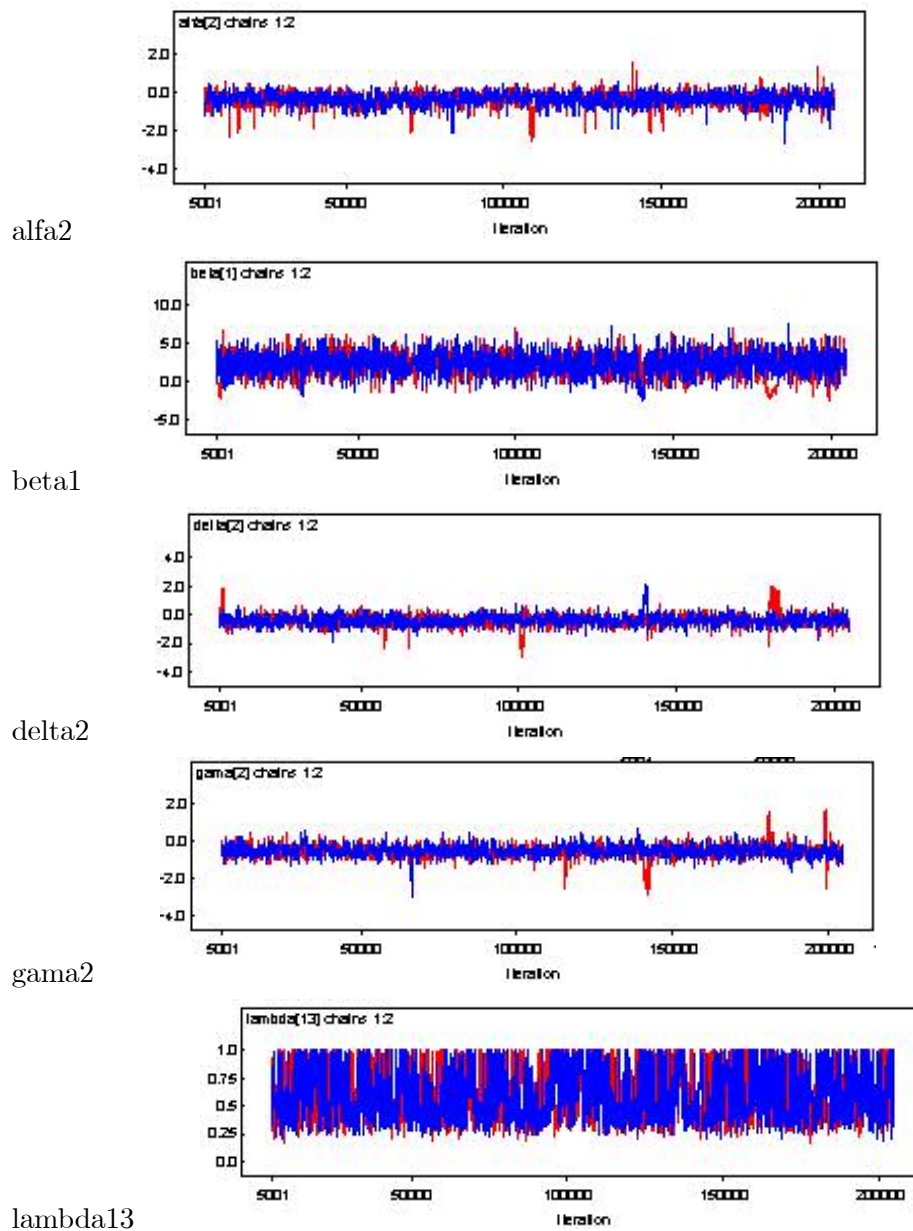 alfa[2] chains 1:2
2.0
0.0
-2.0
-4.0
5001 50000 100000 150000 200000
iteration
alfa2
beta[1] chains 1:2
10.0
5.0
0.0
-5.0
5001 50000 100000 150000 200000
iteration
beta1
delta[2] chains 1:2
4.0
2.0
0.0
-2.0
-4.0
5001 50000 100000 150000 200000
iteration
delta2
gama[2] chains 1:2
2.0
0.0
-2.0
-4.0
5001 50000 100000 150000 200000
iteration
gama2
lambda[13] chains 1:2
1.0
0.75
0.5
0.25
0.0
5001 50000 100000 150000 200000
iteration
lambda13